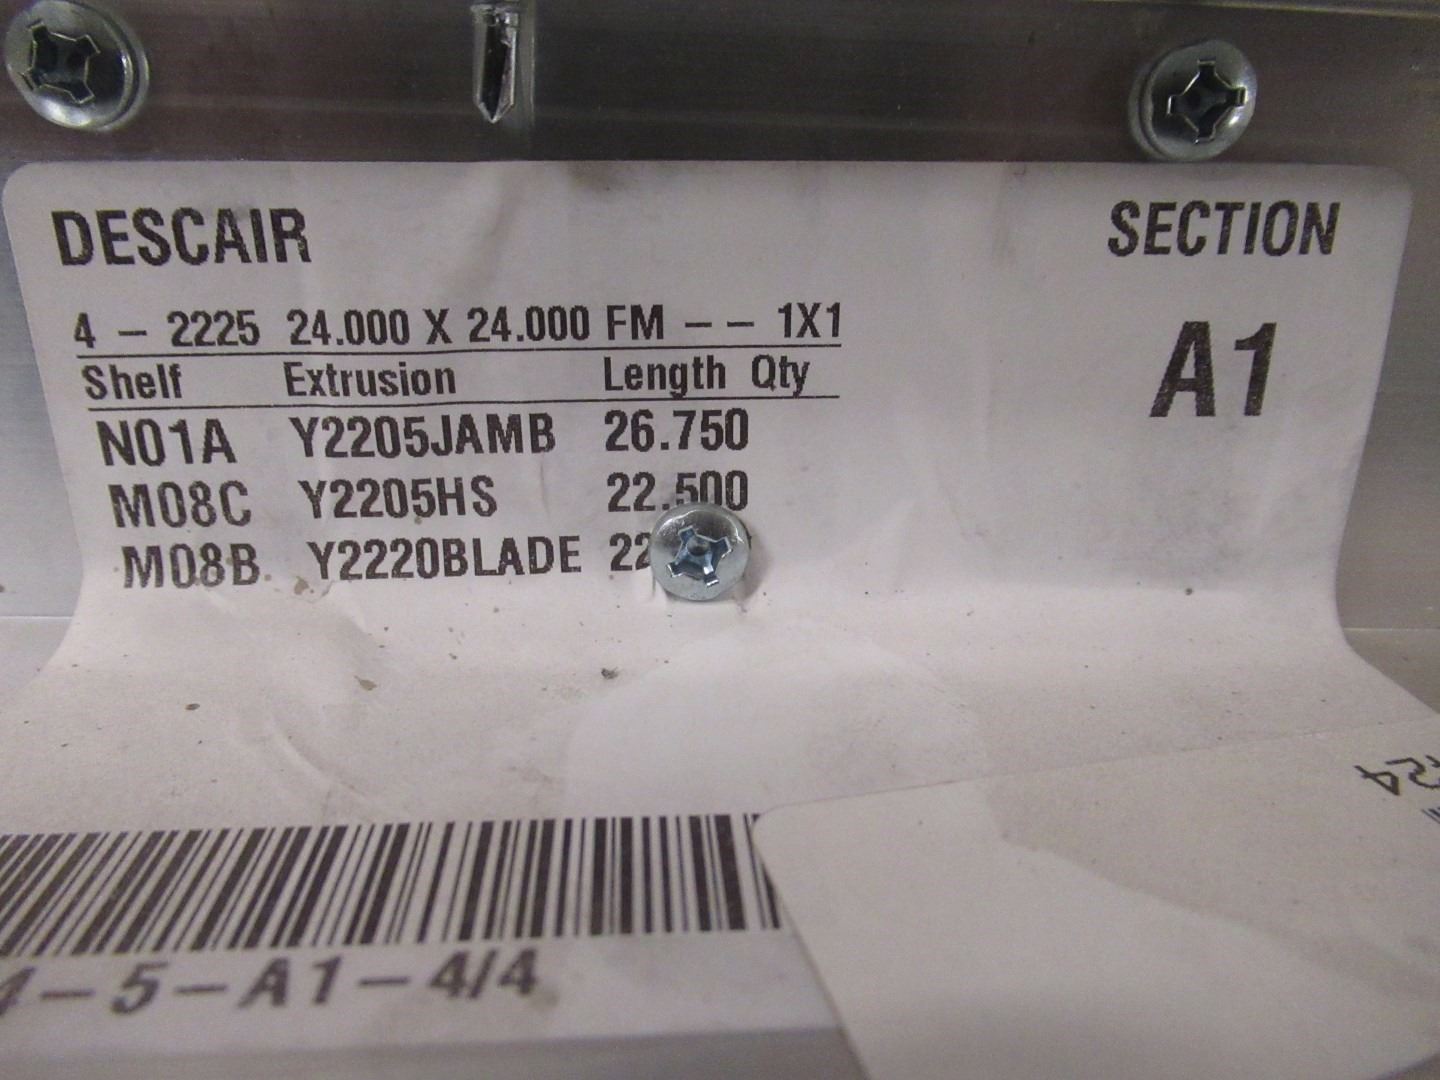 DESCAIR
SECTION
A1
4 - 2225 24.000 X 24.000 FM - - 1X1
Shelf Extrusion Length Qty
N01A Y2205JAMB 26.750
M08C Y2205HS 22.500
M08B Y2220BLADE 22
-5-A1-4/4